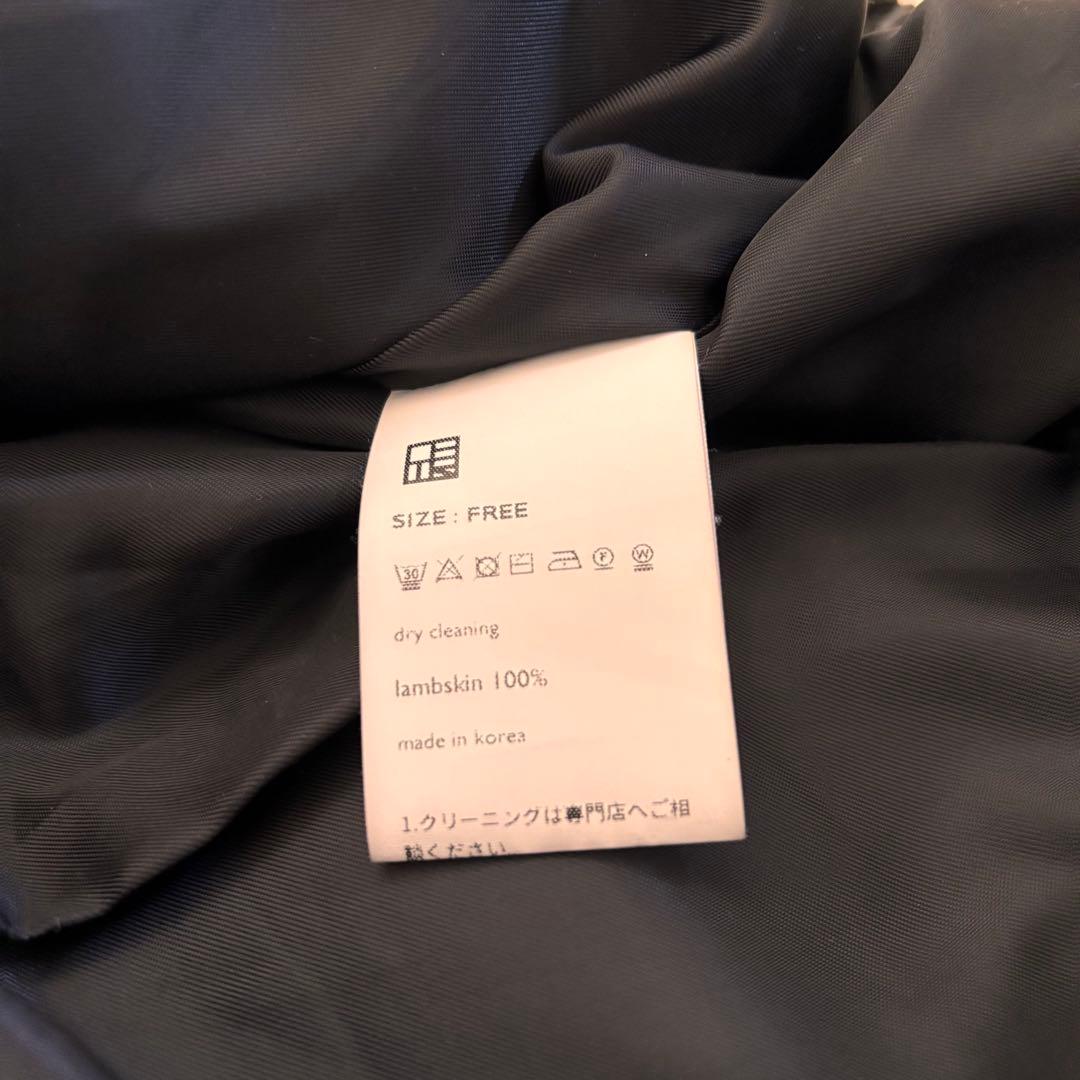 SIZE : FREE
30 F W
dry cleaning
lambskin 100%
made in korea
1.クリーニングは専門店へご相
談ください